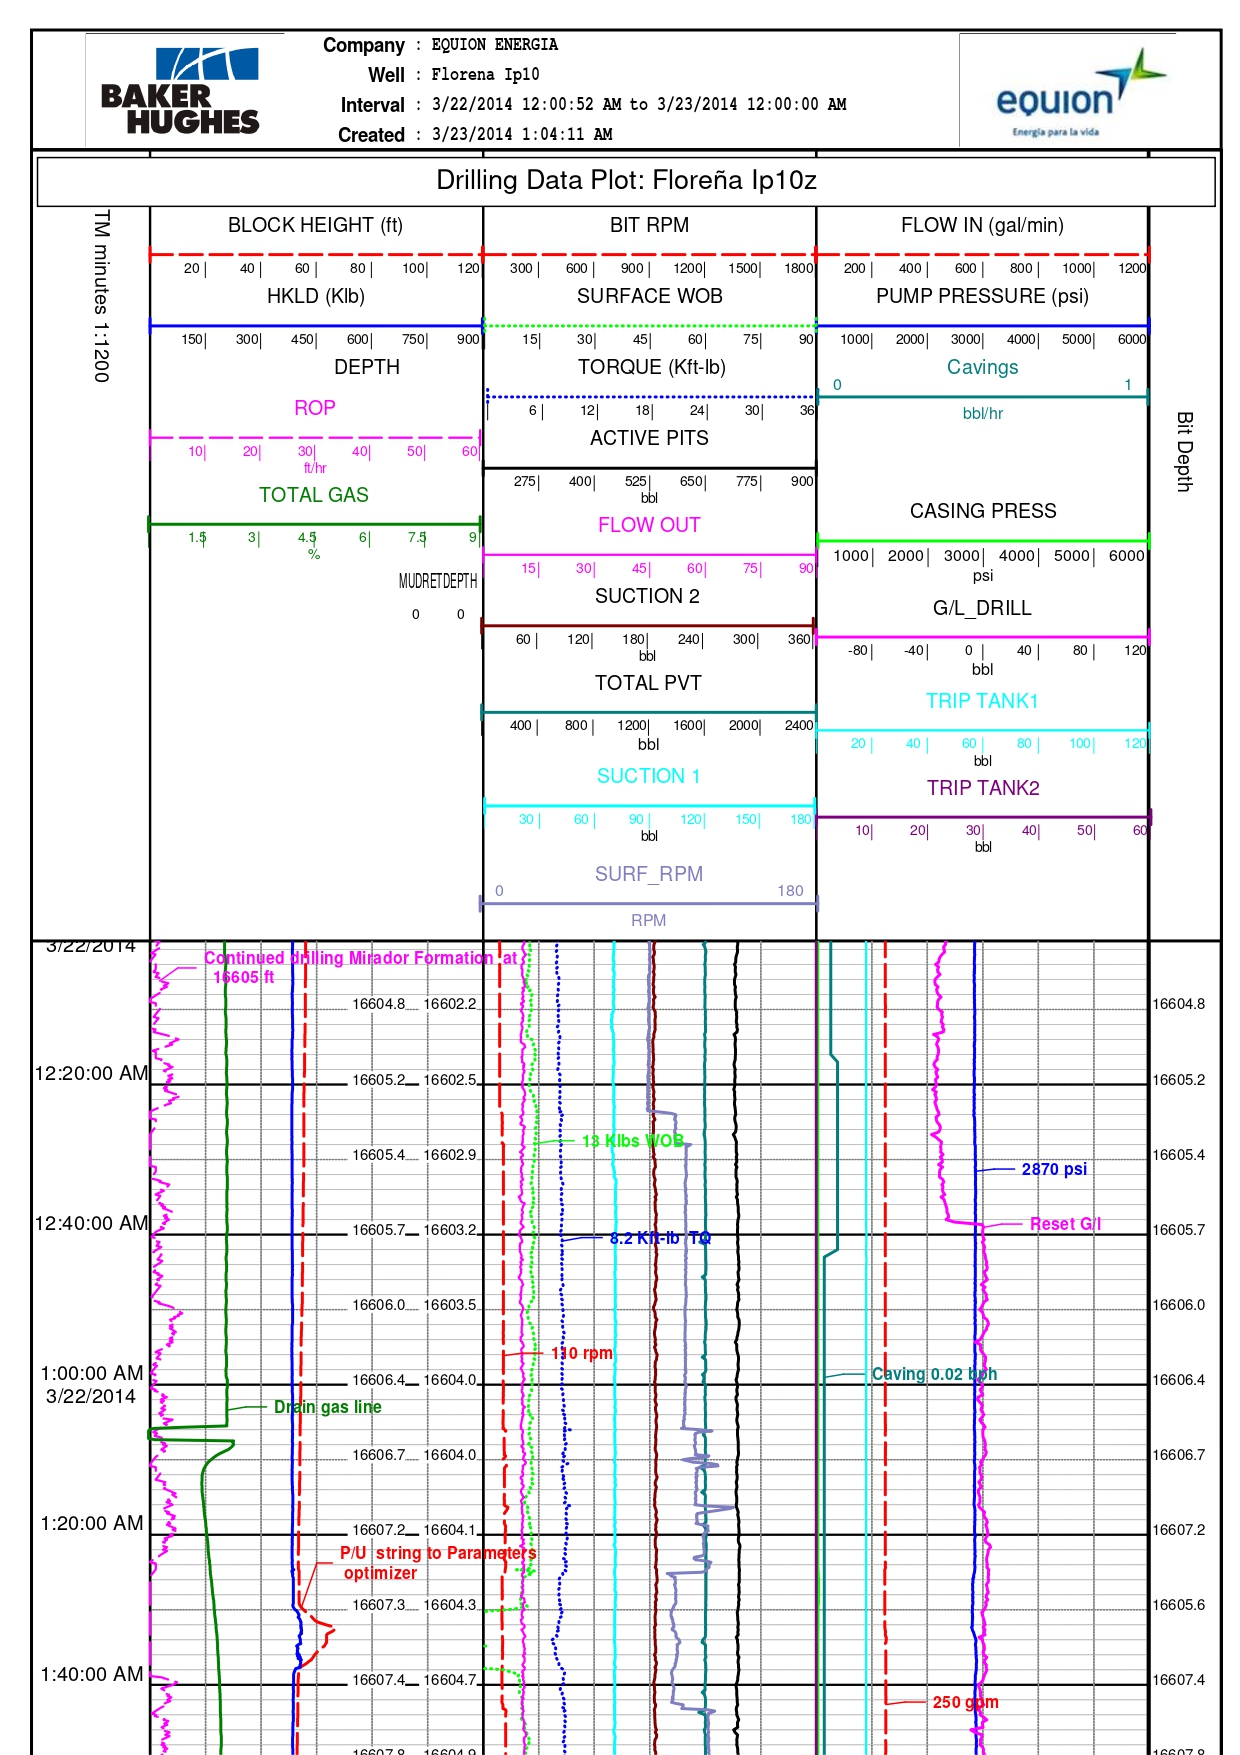 BAKER
HUGHES
Company : EQUION ENERGIA
Well : Florena Ip10
Interval : 3/22/2014 12:00:52 AM to 3/23/2014 12:00:00 AM
Created : 3/23/2014 1:04:11 AM
equion
Energía para la vida
Drilling Data Plot: Floreña Ip10z
TM minutes 1:1200
BLOCK HEIGHT (ft)
20 40 60 80 100 120
HKLD (Klb)
150 300 450 600 750 900
DEPTH
ROP
10 20 30 40 50 60
ft/hr
TOTAL GAS
1.5 3 4.5 6 7.5 9
%
MUDRETDEPTH
0 0
BIT RPM
300 600 900 1200 1500 1800
SURFACE WOB
15 30 45 60 75 90
TORQUE (Kft-lb)
6 12 18 24 30 36
ACTIVE PITS
275 400 525 650 775 900
bbl
FLOW OUT
15 30 45 60 75 90
SUCTION 2
60 120 180 240 300 360
bbl
TOTAL PVT
400 800 1200 1600 2000 2400
bbl
SUCTION 1
30 60 90 120 150 180
bbl
SURF_RPM
0 180
RPM
FLOW IN (gal/min)
200 400 600 800 1000 1200
PUMP PRESSURE (psi)
1000 2000 3000 4000 5000 6000
Cavings
0 1
bbl/hr
CASING PRESS
1000 2000 3000 4000 5000 6000
psi
G/L_DRILL
-80 -40 0 40 80 120
bbl
TRIP TANK1
20 40 60 80 100 120
bbl
TRIP TANK2
10 20 30 40 50 60
bbl
Bit Depth
3/22/2014
Continued drilling Mirador Formation at
16605 ft
16604.8 16602.2 16604.8
12:20:00 AM 16605.2 16602.5 16605.2
13 Klbs WOB
16605.4 16602.9 16605.4
2870 psi
12:40:00 AM 16605.7 16603.2 16605.7
Reset G/l
8.2 Kft-lb TQ
16606.0 16603.5 16606.0
110 rpm
1:00:00 AM 16606.4 16604.0 16606.4
3/22/2014
Caving 0.02 bph
Drain gas line
16606.7 16604.0 16606.7
1:20:00 AM 16607.2 16604.1 16607.2
P/U string to Parameters
optimizer
16607.3 16604.3 16605.6
1:40:00 AM 16607.4 16604.7 16607.4
250 gpm
16607.8 16604.9 16607.8